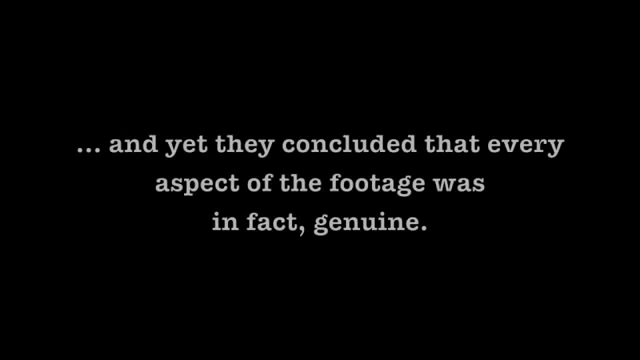 ... and yet they concluded that every
aspect of the footage was
in fact, genuine.